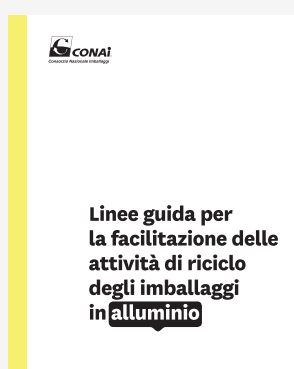 CONAI
Consorzio Nazionale Imballaggi
Linee guida per
la facilitazione delle
attività di riciclo
degli imballaggi
in alluminio